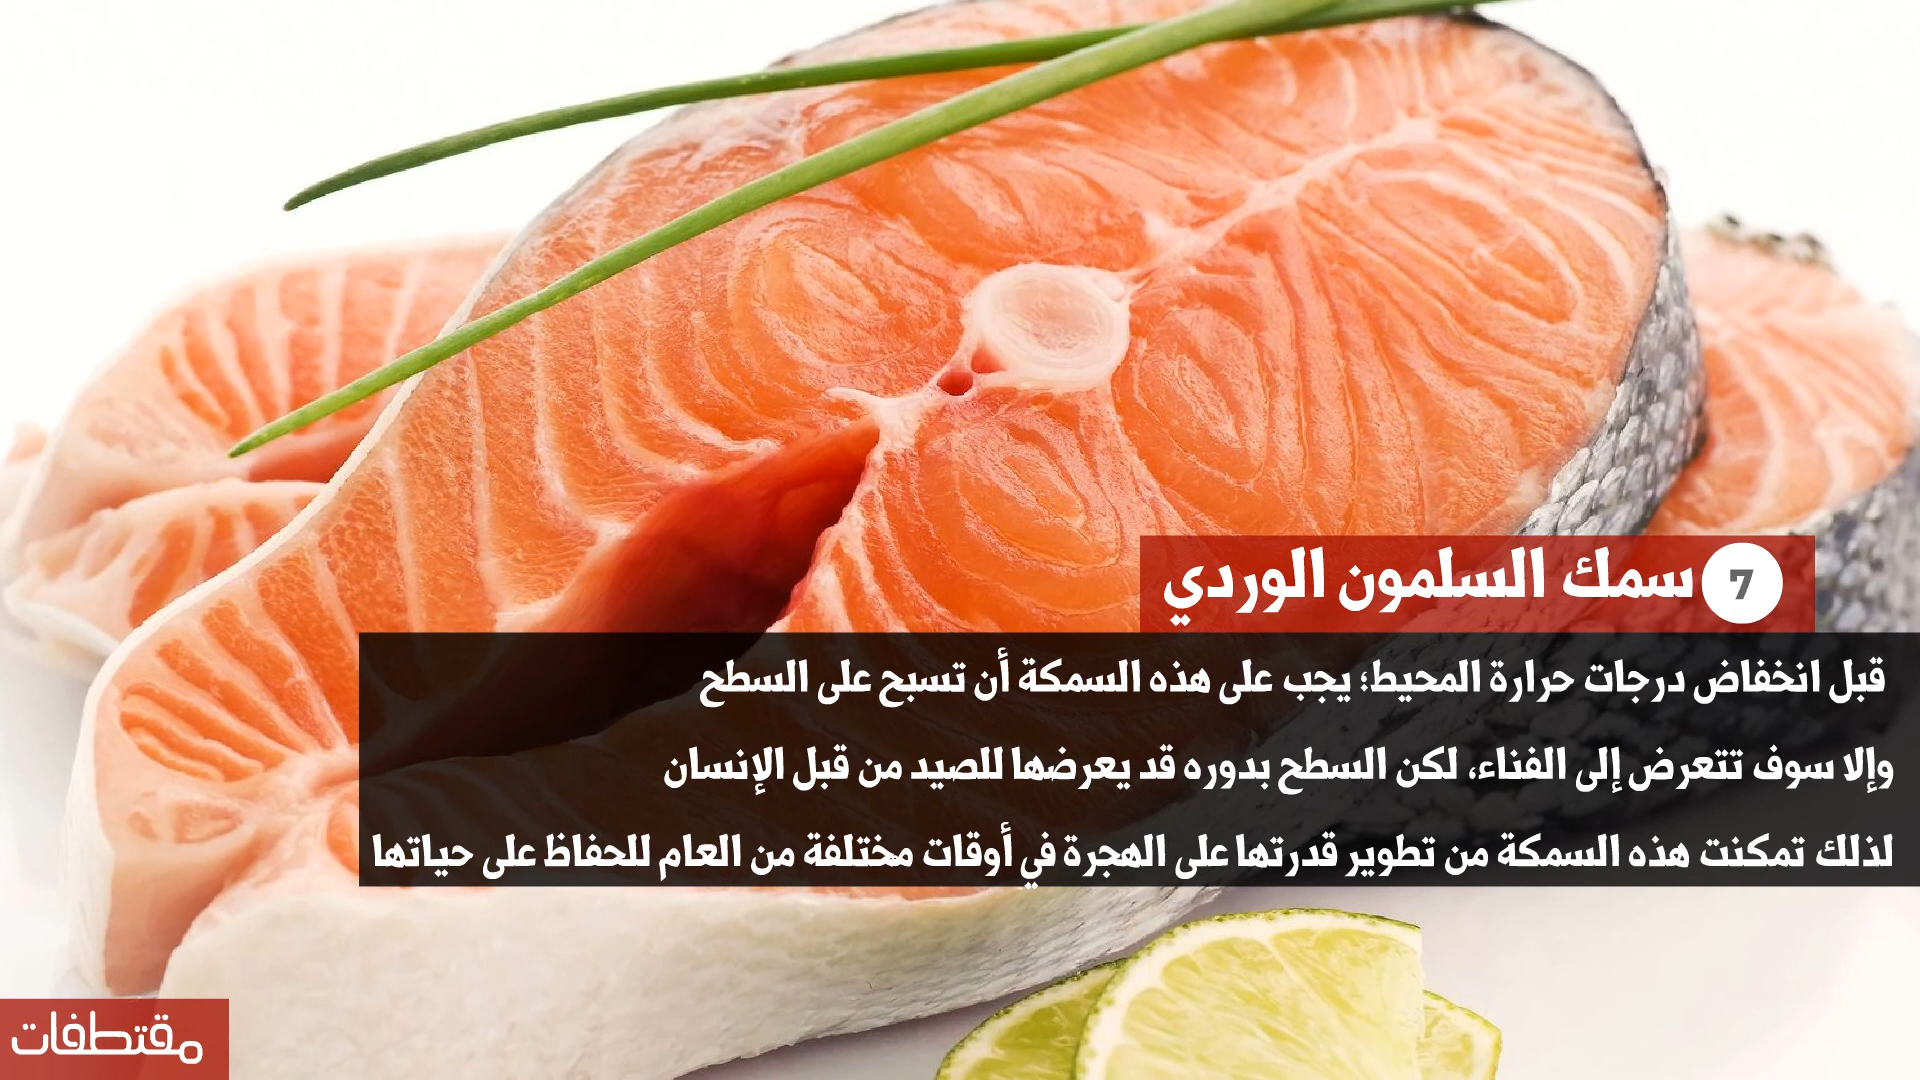 7
سمك السلمون الوردي
قبل انخفاض درجات حرارة المحيط؛ يجب على هذه السمكة أن تسبح على السطح
وإلا سوف تتعرض إلى الفناء، لكن السطح بدوره قد يعرضها للصيد من قبل الإنسان
لذلك تمكنت هذه السمكة من تطوير قدرتها على الهجرة في أوقات مختلفة من العام للحفاظ على حياتها
مقتطفات